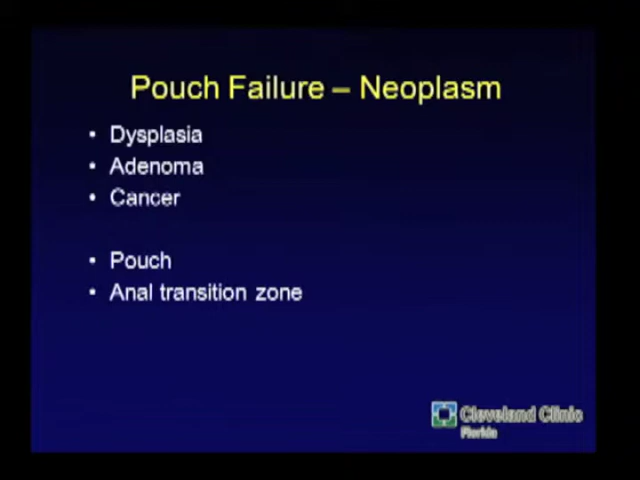 Pouch Failure – Neoplasm
• Dysplasia
• Adenoma
• Cancer
• Pouch
• Anal transition zone
Cleveland Clinic
Florida